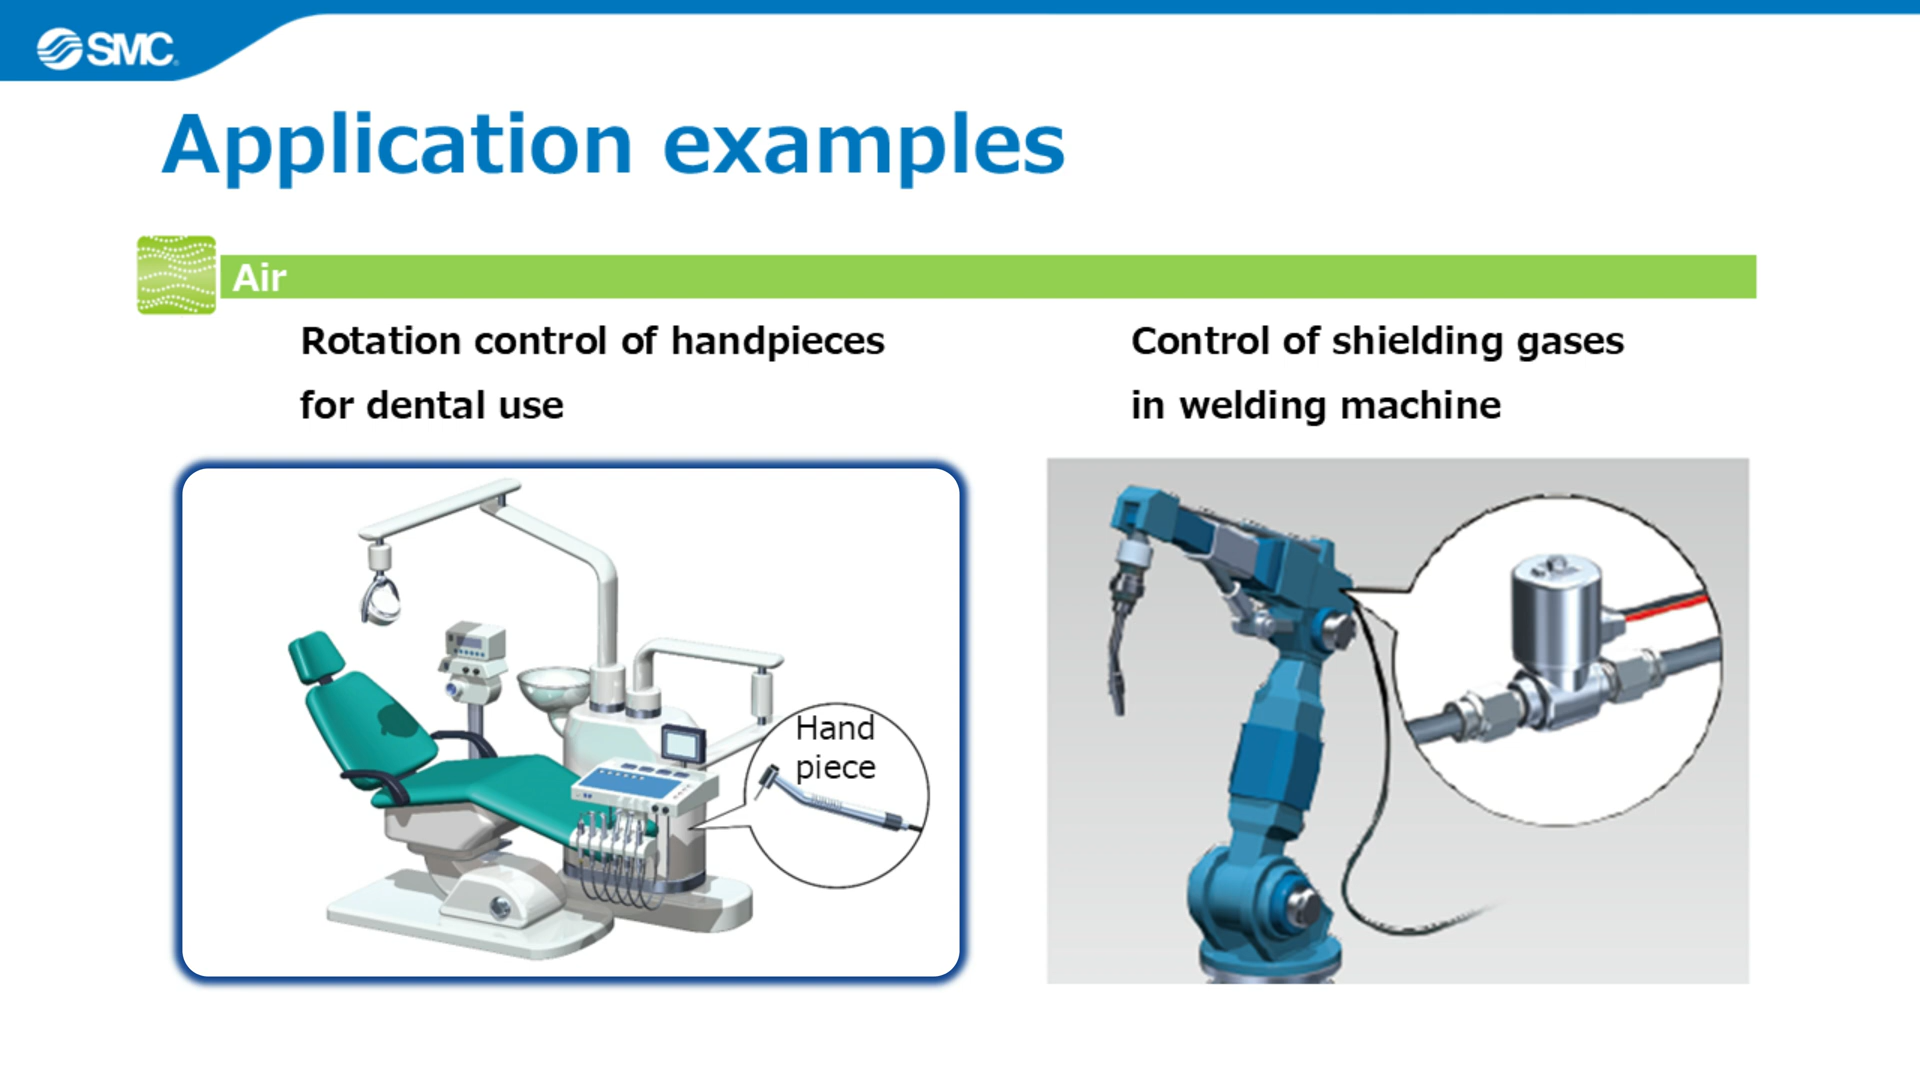 SMC
Application examples
Air
Rotation control of handpieces
for dental use
Control of shielding gases
in welding machine
Hand
piece